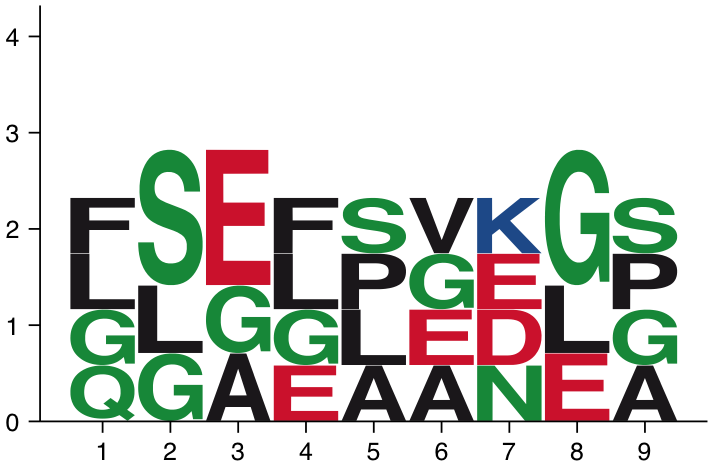 4
3
2
1
0
F S E F S V K G S
L L G L P G E L P
G G A G L E D E G
Q E A A N A
1 2 3 4 5 6 7 8 9